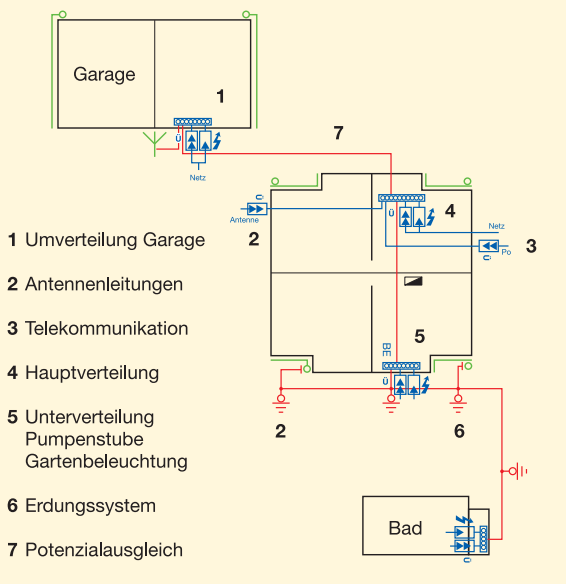 Garage
1
Ü
Netz
7
Antenne
Ü
2
Ü
4
Netz
Po
Ü
3
1 Umverteilung Garage
2 Antennenleitungen
3 Telekommunikation
4 Hauptverteilung
5 Unterverteilung
Pumpenstube
Gartenbeleuchtung
6 Erdungssystem
7 Potenzialausgleich
BE
5
Ü
2
6
Bad
Ü